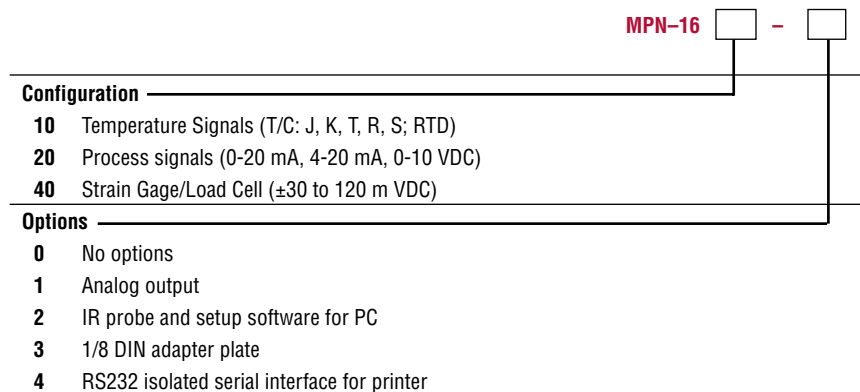 MPN–16 –
Configuration
10 Temperature Signals (T/C: J, K, T, R, S; RTD)
20 Process signals (0-20 mA, 4-20 mA, 0-10 VDC)
40 Strain Gage/Load Cell (±30 to 120 m VDC)
Options
0 No options
1 Analog output
2 IR probe and setup software for PC
3 1/8 DIN adapter plate
4 RS232 isolated serial interface for printer